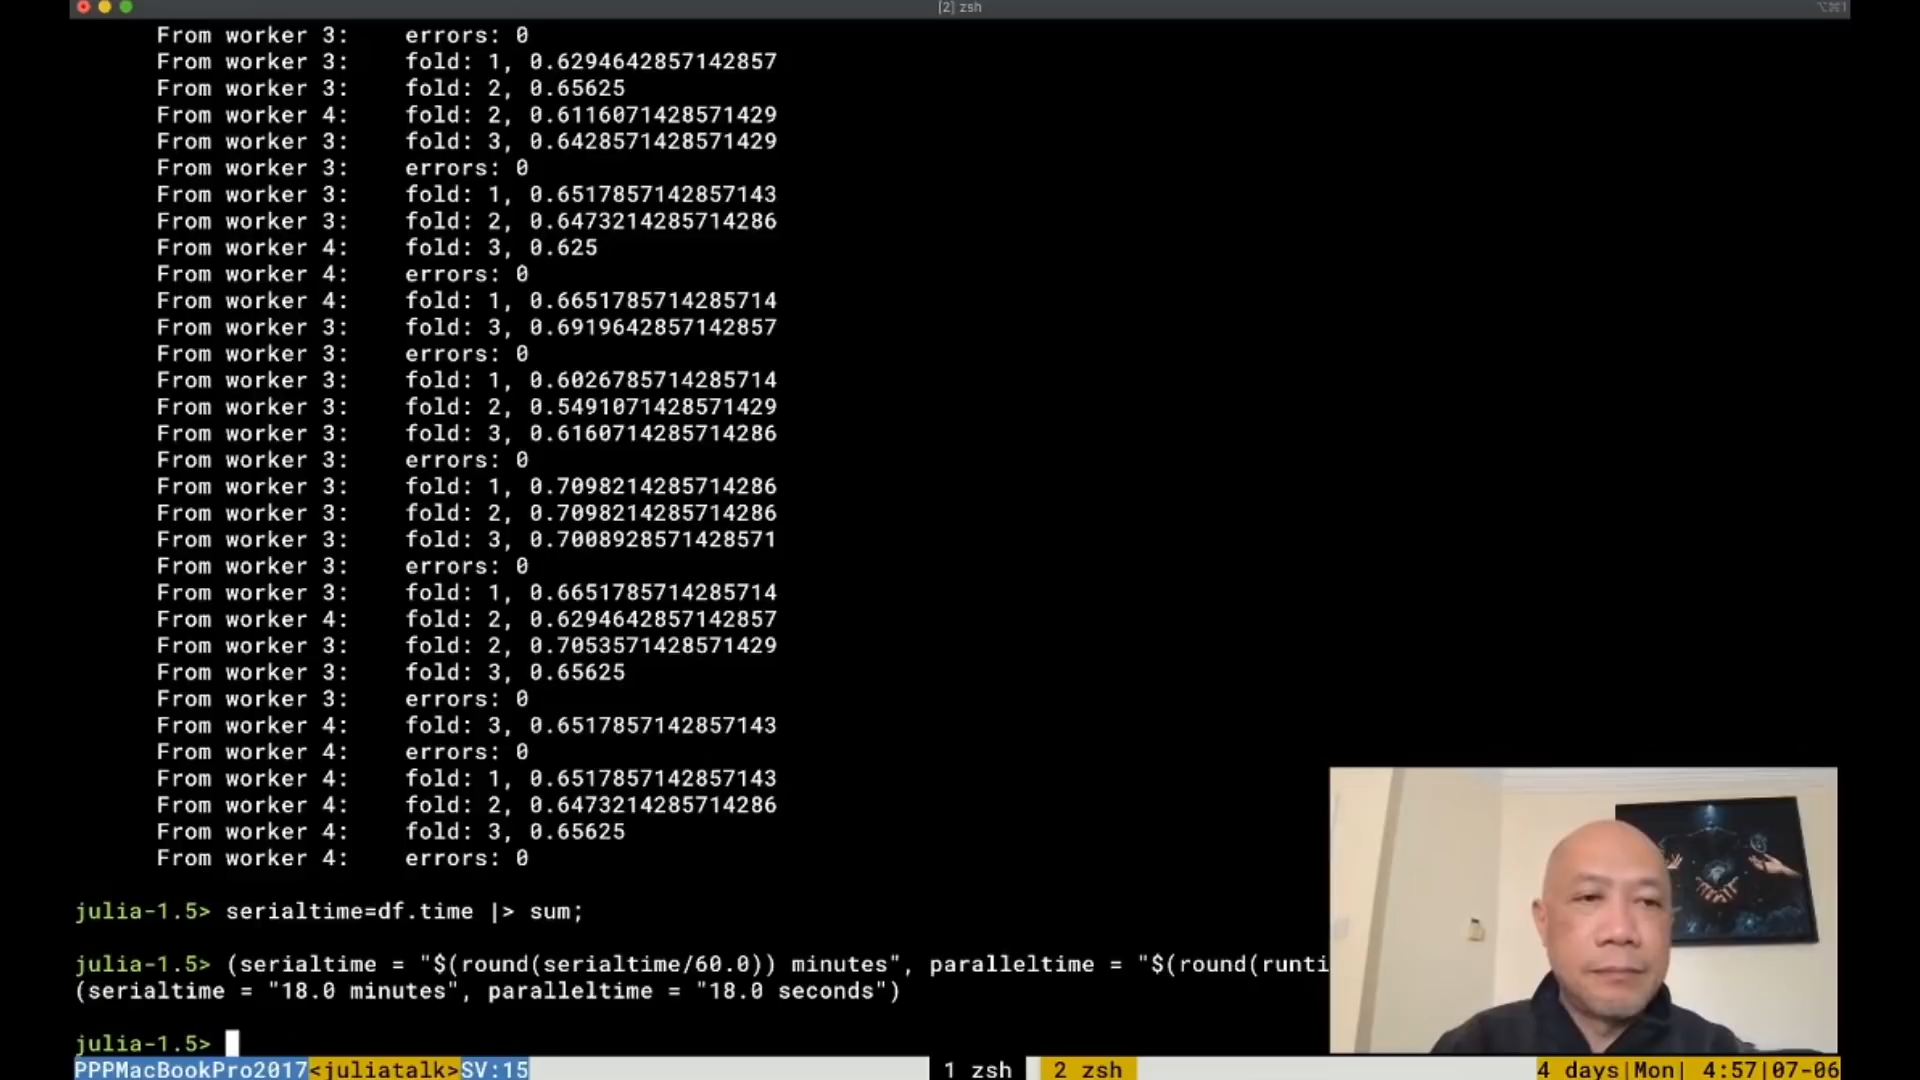 [2] zsh
⌥⌘1
From worker 3: errors: 0
From worker 3: fold: 1, 0.6294642857142857
From worker 3: fold: 2, 0.65625
From worker 4: fold: 2, 0.6116071428571429
From worker 3: fold: 3, 0.6428571428571429
From worker 3: errors: 0
From worker 3: fold: 1, 0.6517857142857143
From worker 3: fold: 2, 0.6473214285714286
From worker 4: fold: 3, 0.625
From worker 4: errors: 0
From worker 4: fold: 1, 0.6651785714285714
From worker 3: fold: 3, 0.6919642857142857
From worker 3: errors: 0
From worker 3: fold: 1, 0.6026785714285714
From worker 3: fold: 2, 0.5491071428571429
From worker 3: fold: 3, 0.6160714285714286
From worker 3: errors: 0
From worker 3: fold: 1, 0.7098214285714286
From worker 3: fold: 2, 0.7098214285714286
From worker 3: fold: 3, 0.7008928571428571
From worker 3: errors: 0
From worker 3: fold: 1, 0.6651785714285714
From worker 4: fold: 2, 0.6294642857142857
From worker 3: fold: 2, 0.7053571428571429
From worker 3: fold: 3, 0.65625
From worker 3: errors: 0
From worker 4: fold: 3, 0.6517857142857143
From worker 4: errors: 0
From worker 4: fold: 1, 0.6517857142857143
From worker 4: fold: 2, 0.6473214285714286
From worker 4: fold: 3, 0.65625
From worker 4: errors: 0
julia-1.5> serialtime=df.time |> sum;
julia-1.5> (serialtime = "$(round(serialtime/60.0)) minutes", paralleltime = "$(round(runti
(serialtime = "18.0 minutes", paralleltime = "18.0 seconds")
julia-1.5>
PPPMacBookPro2017<juliatalk>SV:15 1 zsh 2 zsh 4 days|Mon| 4:57|07-06